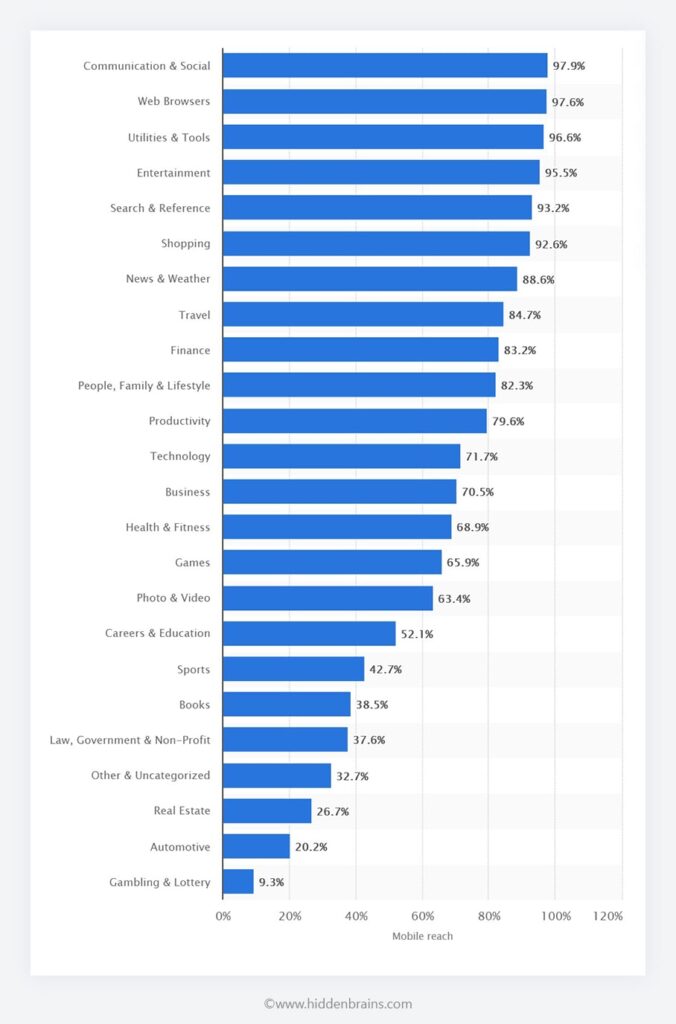 Communication & Social 97.9%
Web Browsers 97.6%
Utilities & Tools 96.6%
Entertainment 95.5%
Search & Reference 93.2%
Shopping 92.6%
News & Weather 88.6%
Travel 84.7%
Finance 83.2%
People, Family & Lifestyle 82.3%
Productivity 79.6%
Technology 71.7%
Business 70.5%
Health & Fitness 68.9%
Games 65.9%
Photo & Video 63.4%
Careers & Education 52.1%
Sports 42.7%
Books 38.5%
Law, Government & Non-Profit 37.6%
Other & Uncategorized 32.7%
Real Estate 26.7%
Automotive 20.2%
Gambling & Lottery 9.3%
0% 20% 40% 60% 80% 100% 120%
Mobile reach
©www.hiddenbrains.com